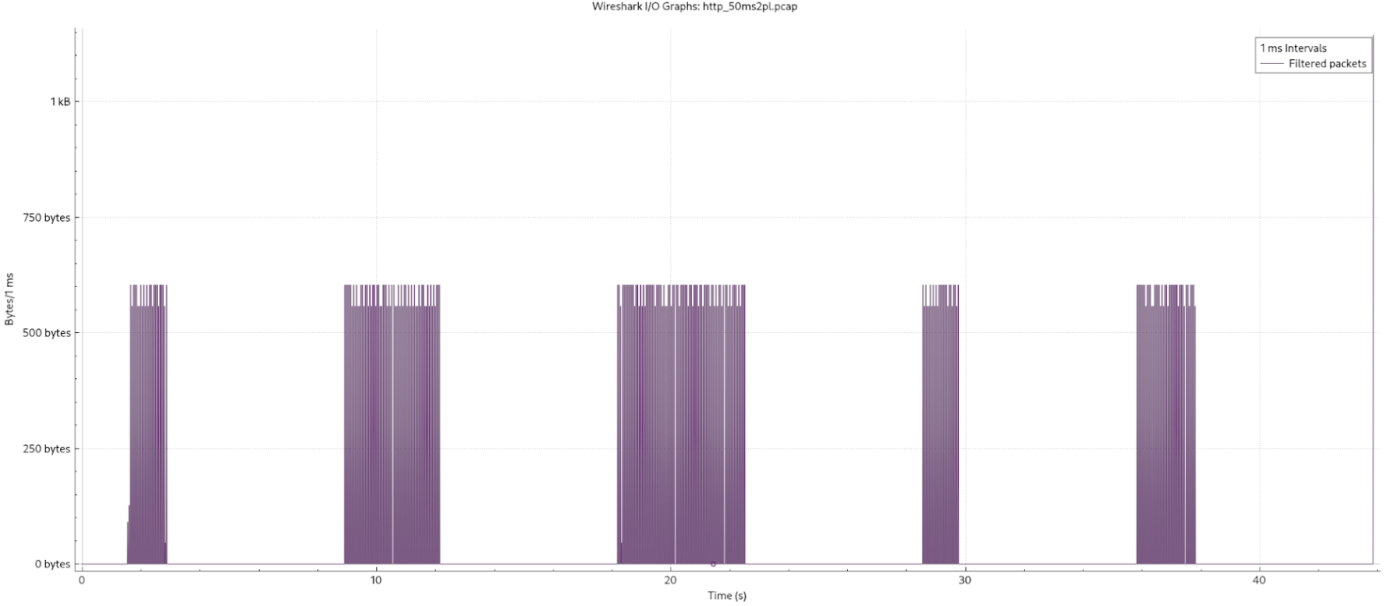 Wireshark I/O Graphs: http_50ms2pl.pcap
1 ms Intervals
Filtered packets
1 kB
750 bytes
500 bytes
250 bytes
0 bytes
Bytes/1 ms
0 10 20 30 40
Time (s)